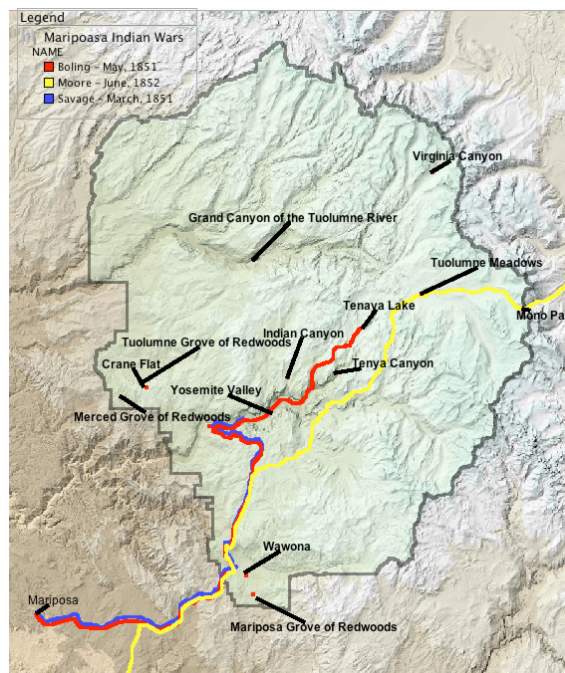 Legend
Maripoasa Indian Wars
NAME
Boling - May, 1851
Moore - June, 1852
Savage - March, 1851
Virginia Canyon
Grand Canyon of the Tuolumne River
Tuolumne Meadows
Tenaya Lake
Mono Pa
Indian Canyon
Tuolumne Grove of Redwoods
Crane Flat
Tenya Canyon
Yosemite Valley
Merced Grove of Redwoods
Wawona
Mariposa
Mariposa Grove of Redwoods